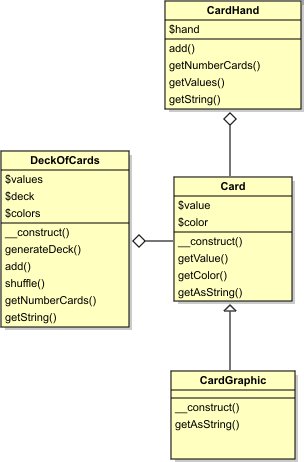 CardHand
$hand
add()
getNumberCards()
getValues()
getString()
DeckOfCards
$values
$deck
$colors
__construct()
generateDeck()
add()
shuffle()
getNumberCards()
getString()
Card
$value
$color
__construct()
getValue()
getColor()
getAsString()
CardGraphic
__construct()
getAsString()